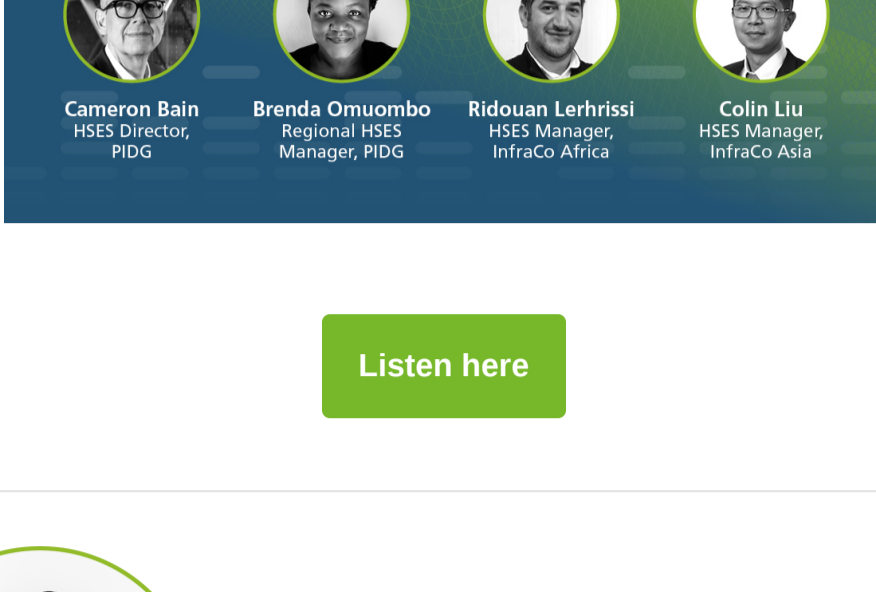 Cameron Bain
HSES Director,
PIDG
Brenda Omuombo
Regional HSES
Manager, PIDG
Ridouan Lerhrissi
HSES Manager,
InfraCo Africa
Colin Liu
HSES Manager,
InfraCo Asia
Listen here